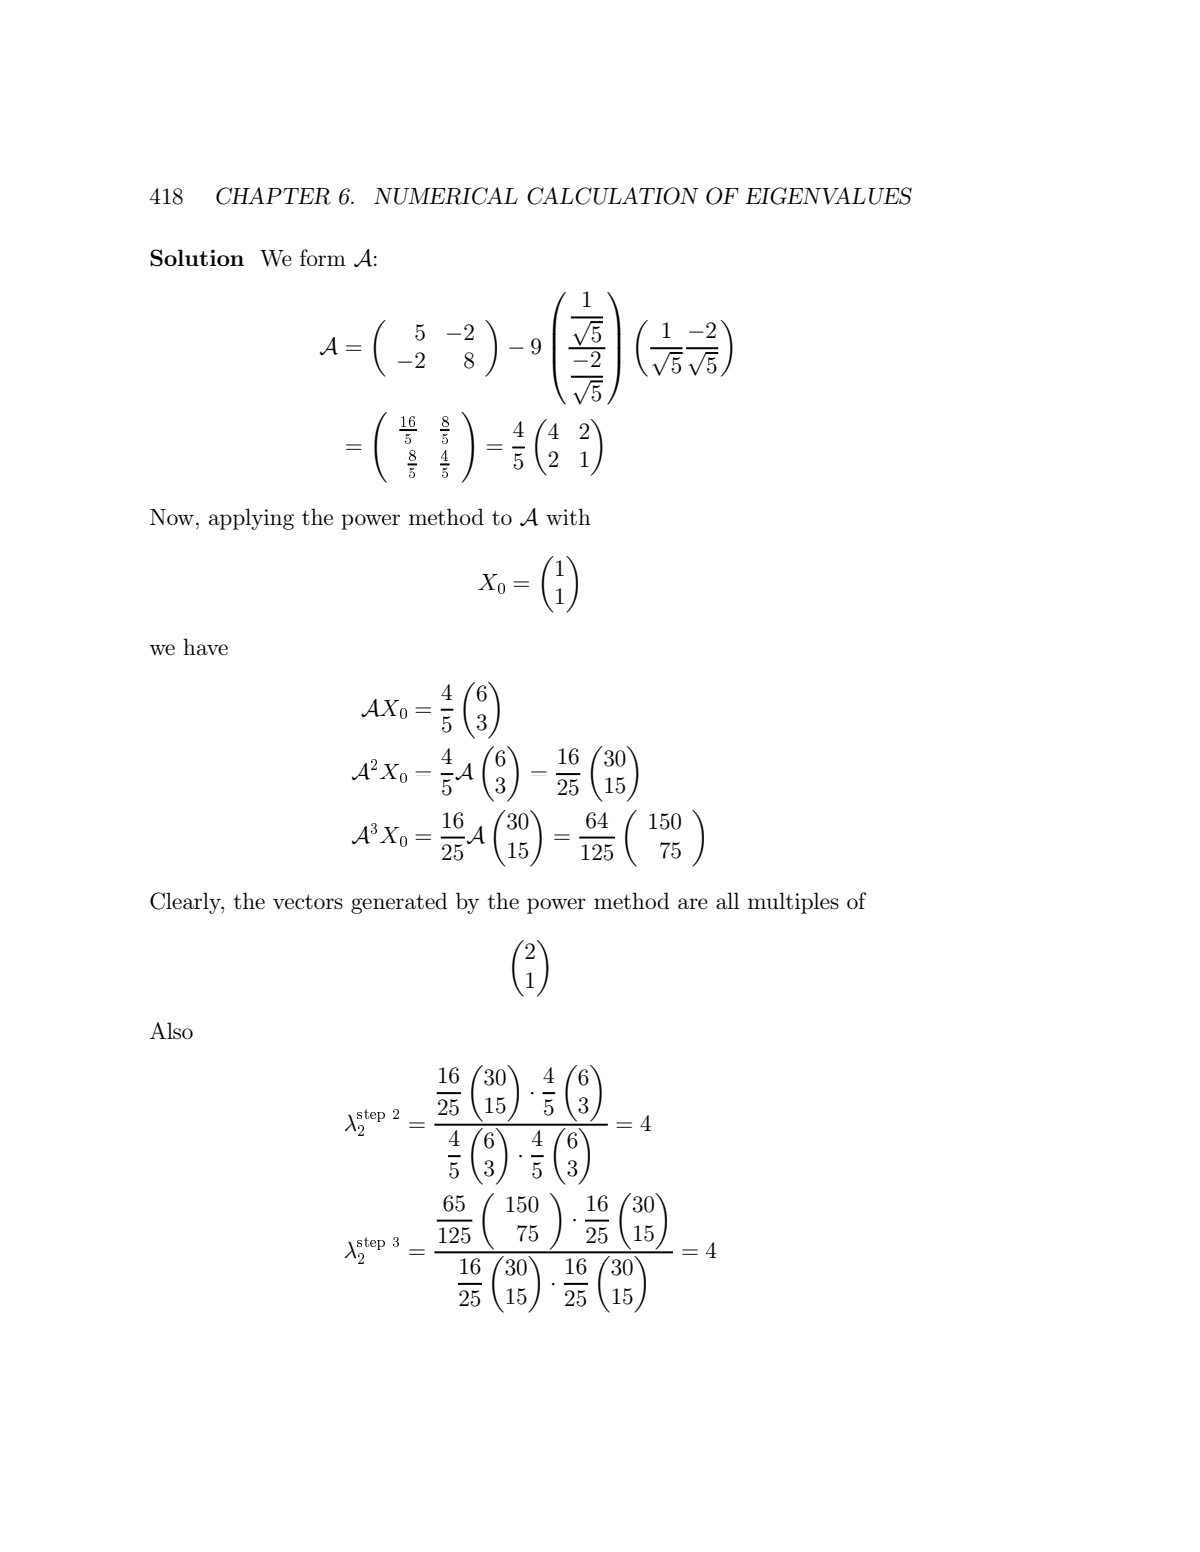 418 CHAPTER 6. NUMERICAL CALCULATION OF EIGENVALUES
Solution We form 𝒜:
𝒜 = ( 5 −2 ; −2 8 ) − 9 ( 1/√5 ; −2/√5 ) ( 1/√5 −2/√5 )
= ( 16/5 8/5 ; 8/5 4/5 ) = 4/5 ( 4 2 ; 2 1 )
Now, applying the power method to 𝒜 with
X₀ = ( 1 ; 1 )
we have
𝒜X₀ = 4/5 ( 6 ; 3 )
𝒜²X₀ = 4/5 𝒜 ( 6 ; 3 ) = 16/25 ( 30 ; 15 )
𝒜³X₀ = 16/25 𝒜 ( 30 ; 15 ) = 64/125 ( 150 ; 75 )
Clearly, the vectors generated by the power method are all multiples of
( 2 ; 1 )
Also
λ₂^{step 2} = [ 16/25 ( 30 ; 15 ) · 4/5 ( 6 ; 3 ) ] / [ 4/5 ( 6 ; 3 ) · 4/5 ( 6 ; 3 ) ] = 4
λ₂^{step 3} = [ 65/125 ( 150 ; 75 ) · 16/25 ( 30 ; 15 ) ] / [ 16/25 ( 30 ; 15 ) · 16/25 ( 30 ; 15 ) ] = 4